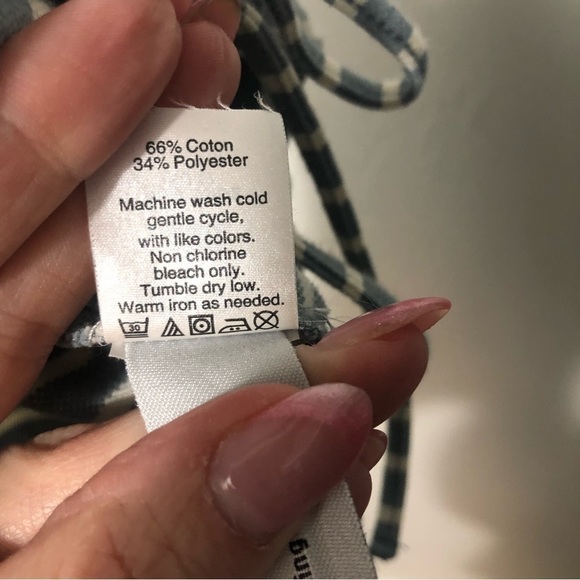 66% Coton
34% Polyester
Machine wash cold
gentle cycle,
with like colors.
Non chlorine
bleach only.
Tumble dry low.
Warm iron as needed.
30